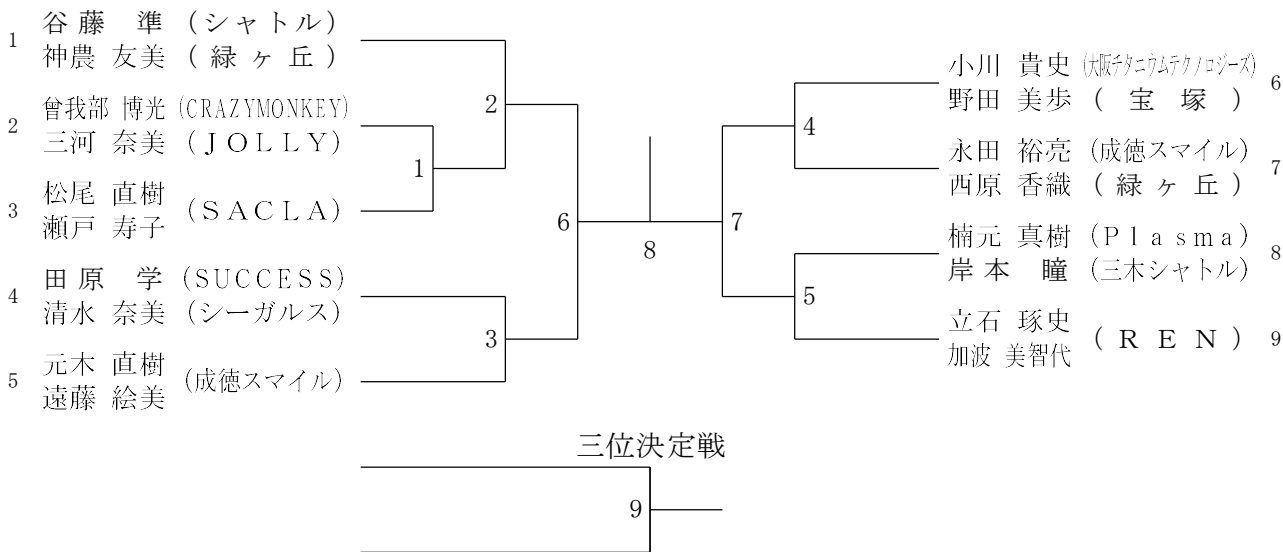 1 谷藤 準 (シャトル)
神農 友美 (緑ヶ丘)
2 曾我部 博光 (CRAZYMONKEY)
三河 奈美 (JOLLY)
3 松尾 直樹
瀬戸 寿子 (SACLA)
4 田原 学 (SUCCESS)
清水 奈美 (シーガルス)
5 元木 直樹
遠藤 絵美 (成徳スマイル)
2
1
6
3
8
7
4
5
小川 貴史 (大阪チタニウムテクノロジーズ) 6
野田 美歩 (宝塚)
永田 裕亮 (成徳スマイル) 7
西原 香織 (緑ヶ丘)
楠元 真樹 (Plasma) 8
岸本 瞳 (三木シャトル)
立石 琢史 (REN) 9
加波 美智代
三位決定戦
9